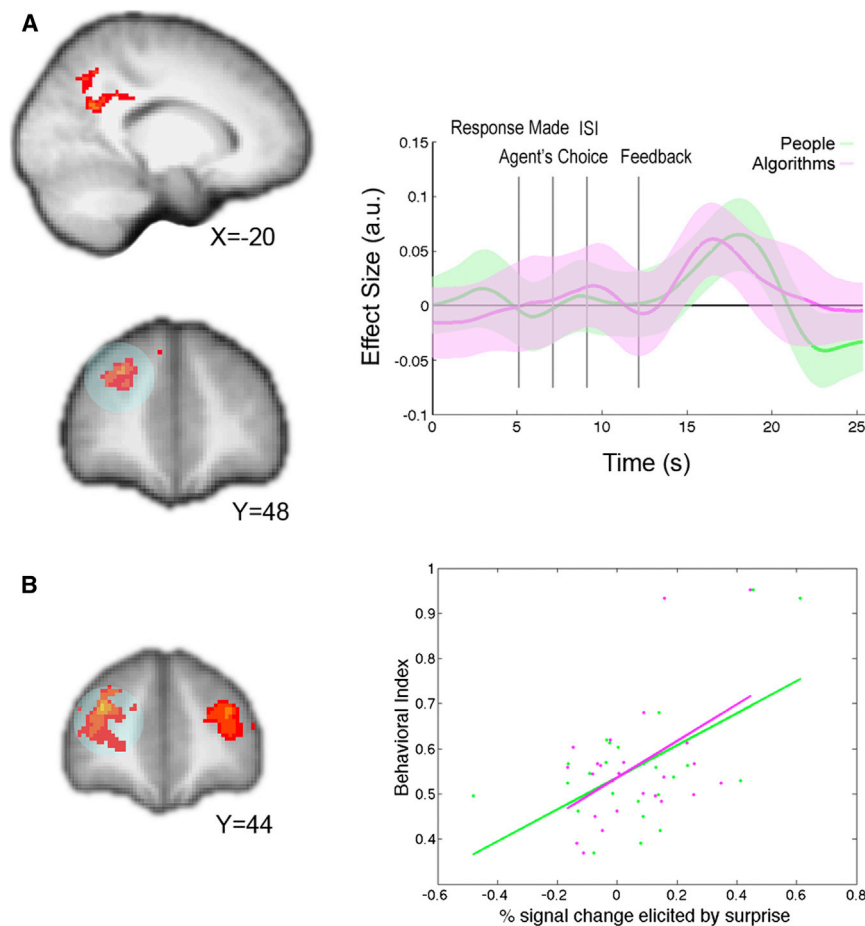 A
X=-20
Y=48
Response Made ISI
Agent's Choice Feedback
People
Algorithms
0.15
0.1
0.05
0
-0.05
-0.1
Effect Size (a.u.)
0 5 10 15 20 25
Time (s)
B
Y=44
1
0.9
0.8
0.7
0.6
0.5
0.4
Behavioral Index
-0.6 -0.4 -0.2 0 0.2 0.4 0.6 0.8
% signal change elicited by surprise